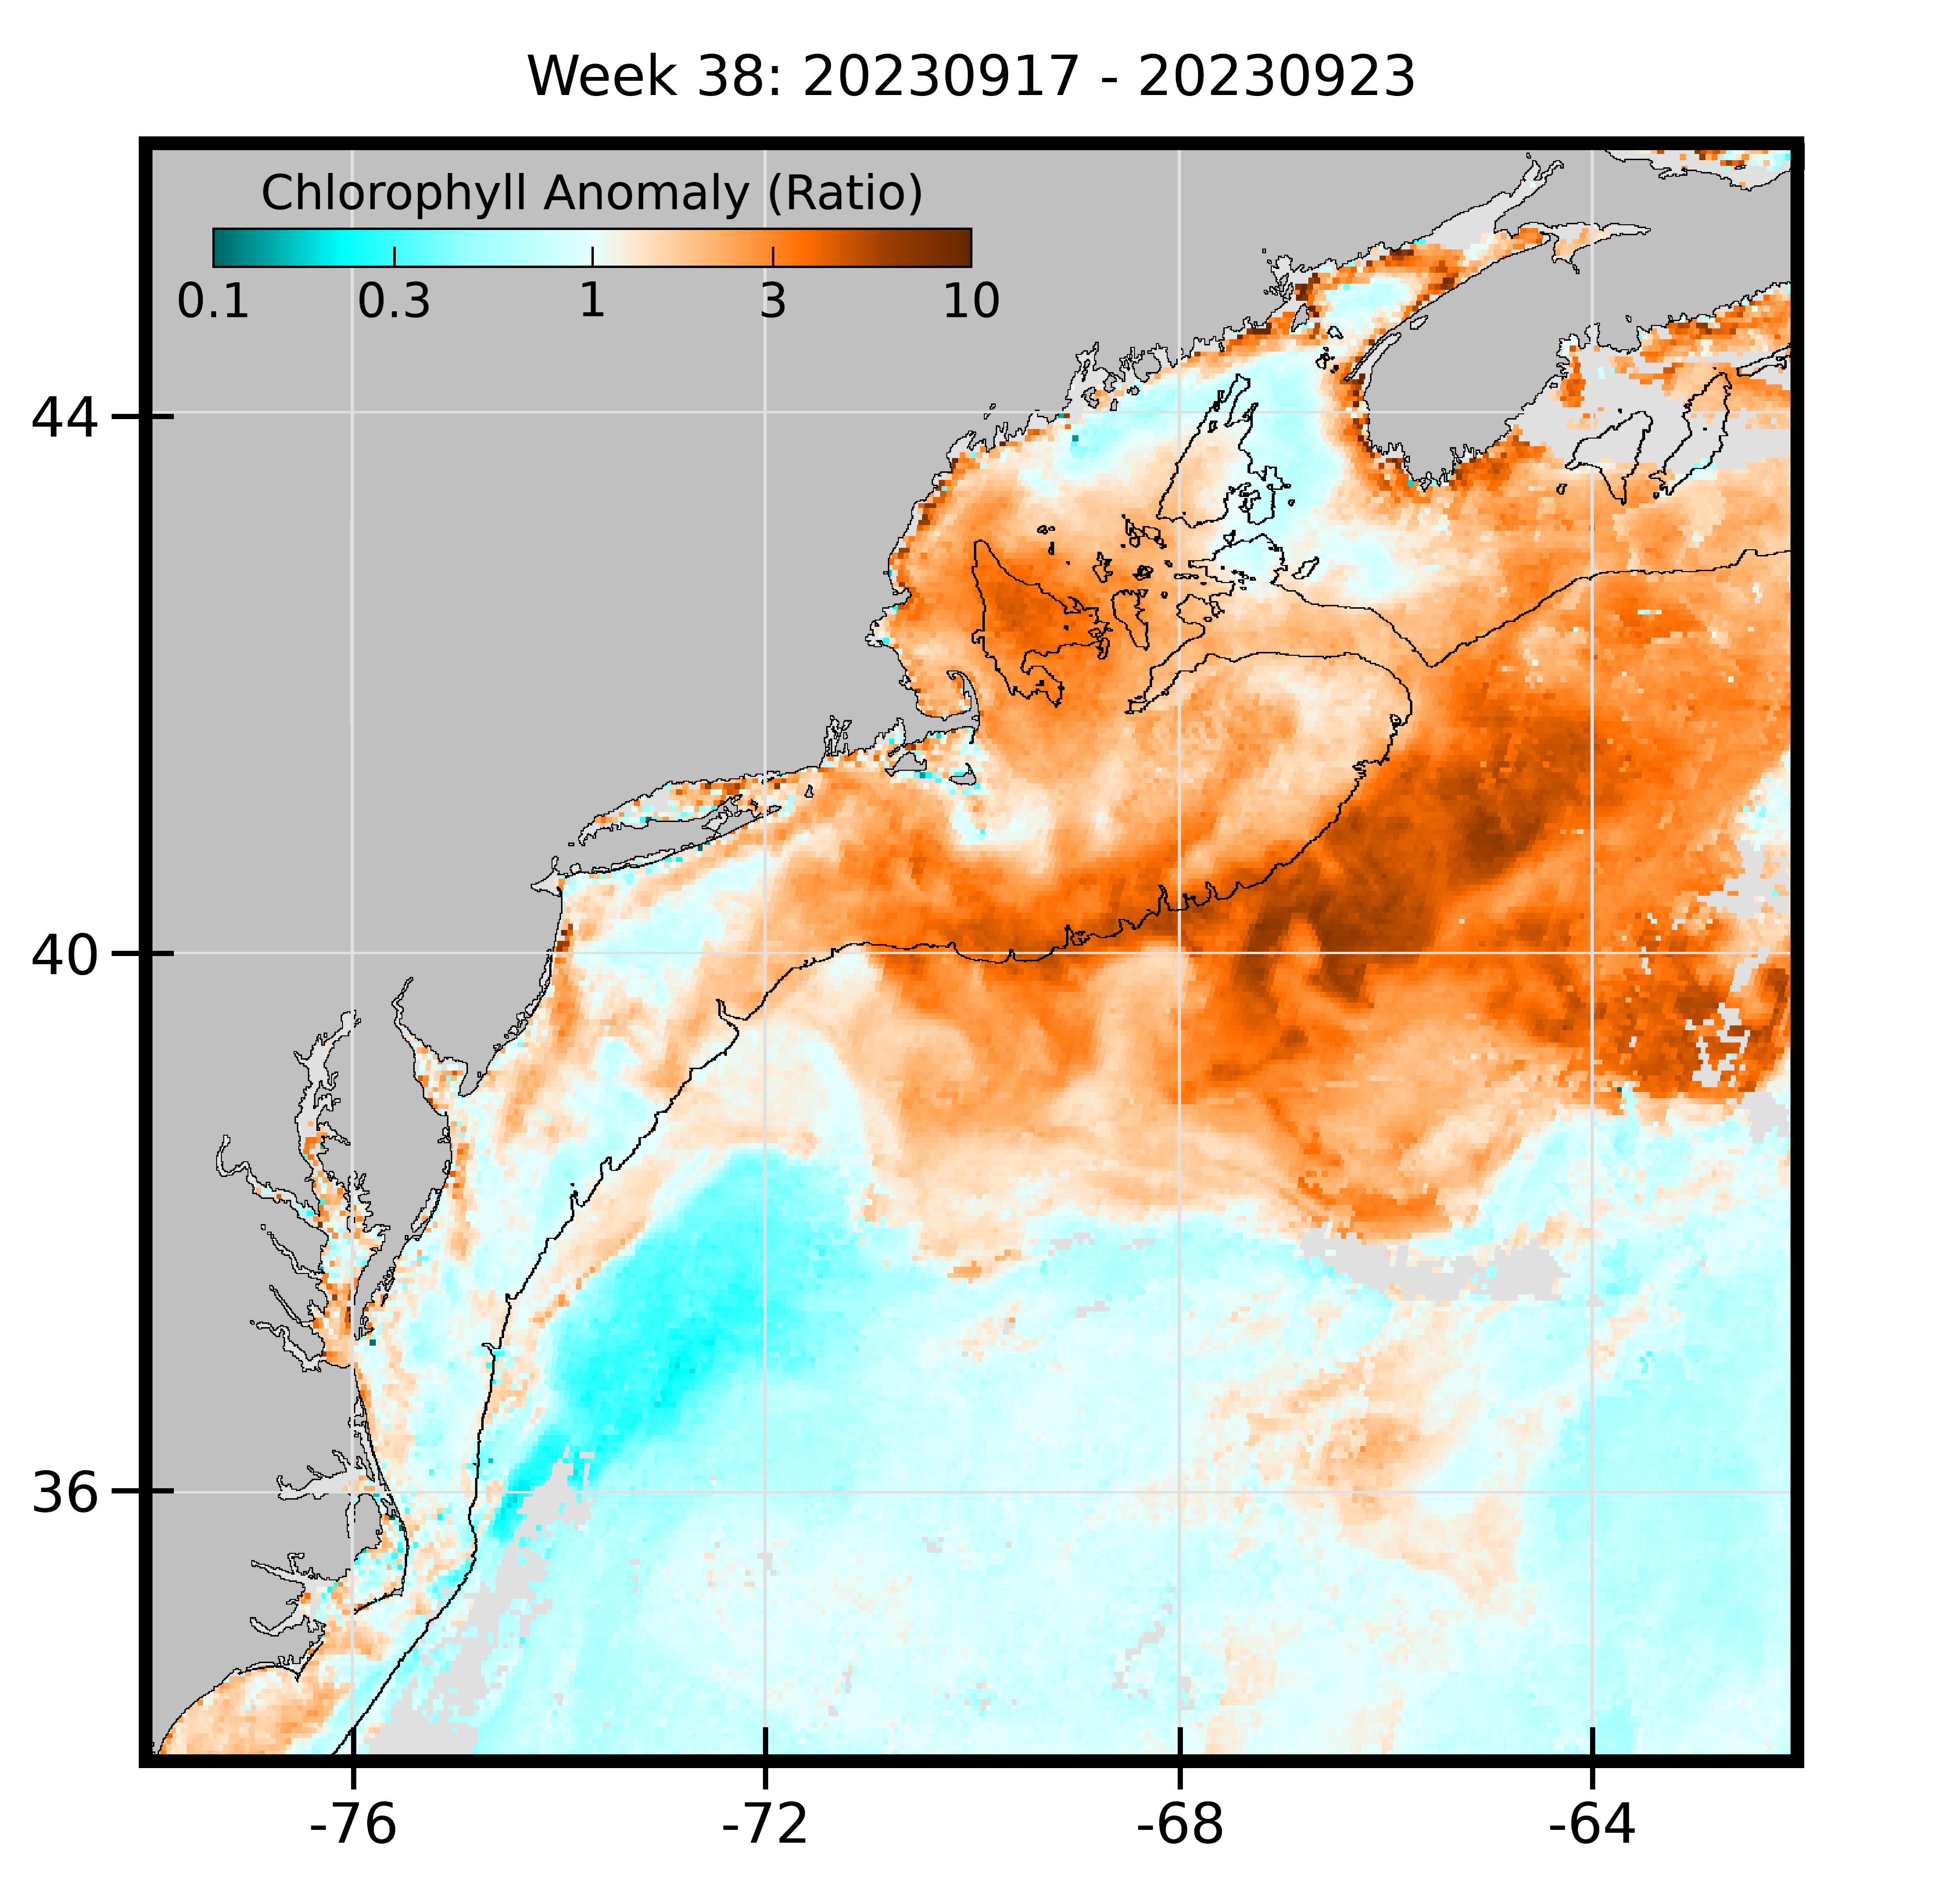 Week 38: 20230917 - 20230923
Chlorophyll Anomaly (Ratio)
0.1 0.3 1 3 10
44
40
36
-76 -72 -68 -64